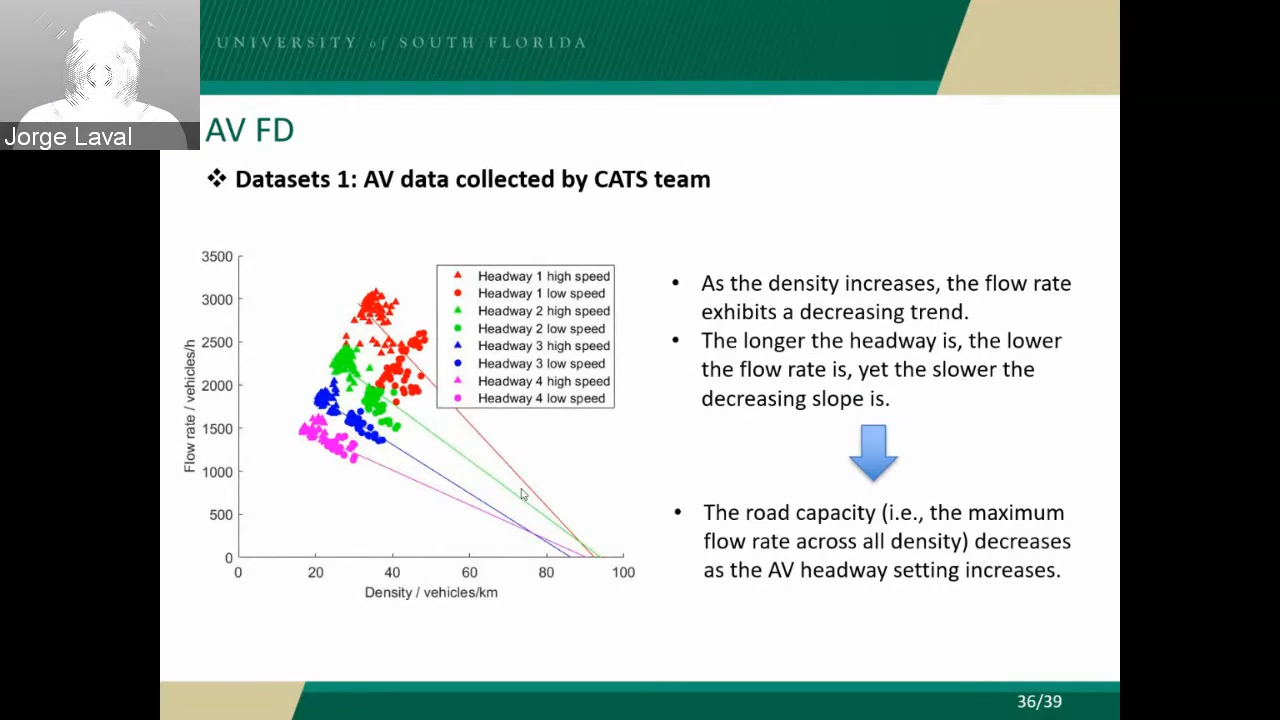 UNIVERSITY of SOUTH FLORIDA
Jorge Laval
AV FD
❖ Datasets 1: AV data collected by CATS team
3500
3000
2500
2000
1500
1000
500
0
Flow rate / vehicles/h
0 20 40 60 80 100
Density / vehicles/km
Headway 1 high speed
Headway 1 low speed
Headway 2 high speed
Headway 2 low speed
Headway 3 high speed
Headway 3 low speed
Headway 4 high speed
Headway 4 low speed
• As the density increases, the flow rate
exhibits a decreasing trend.
• The longer the headway is, the lower
the flow rate is, yet the slower the
decreasing slope is.
• The road capacity (i.e., the maximum
flow rate across all density) decreases
as the AV headway setting increases.
36/39